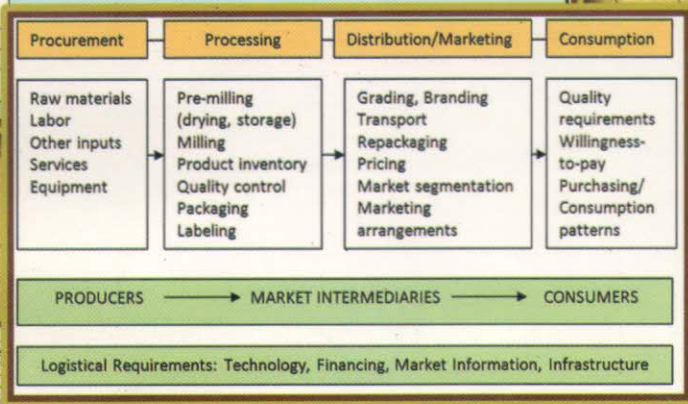 Procurement
Processing
Distribution/Marketing
Consumption
Raw materials
Labor
Other inputs
Services
Equipment
Pre-milling
(drying, storage)
Milling
Product inventory
Quality control
Packaging
Labeling
Grading, Branding
Transport
Repackaging
Pricing
Market segmentation
Marketing
arrangements
Quality
requirements
Willingness-
to-pay
Purchasing/
Consumption
patterns
PRODUCERS → MARKET INTERMEDIARIES → CONSUMERS
Logistical Requirements: Technology, Financing, Market Information, Infrastructure